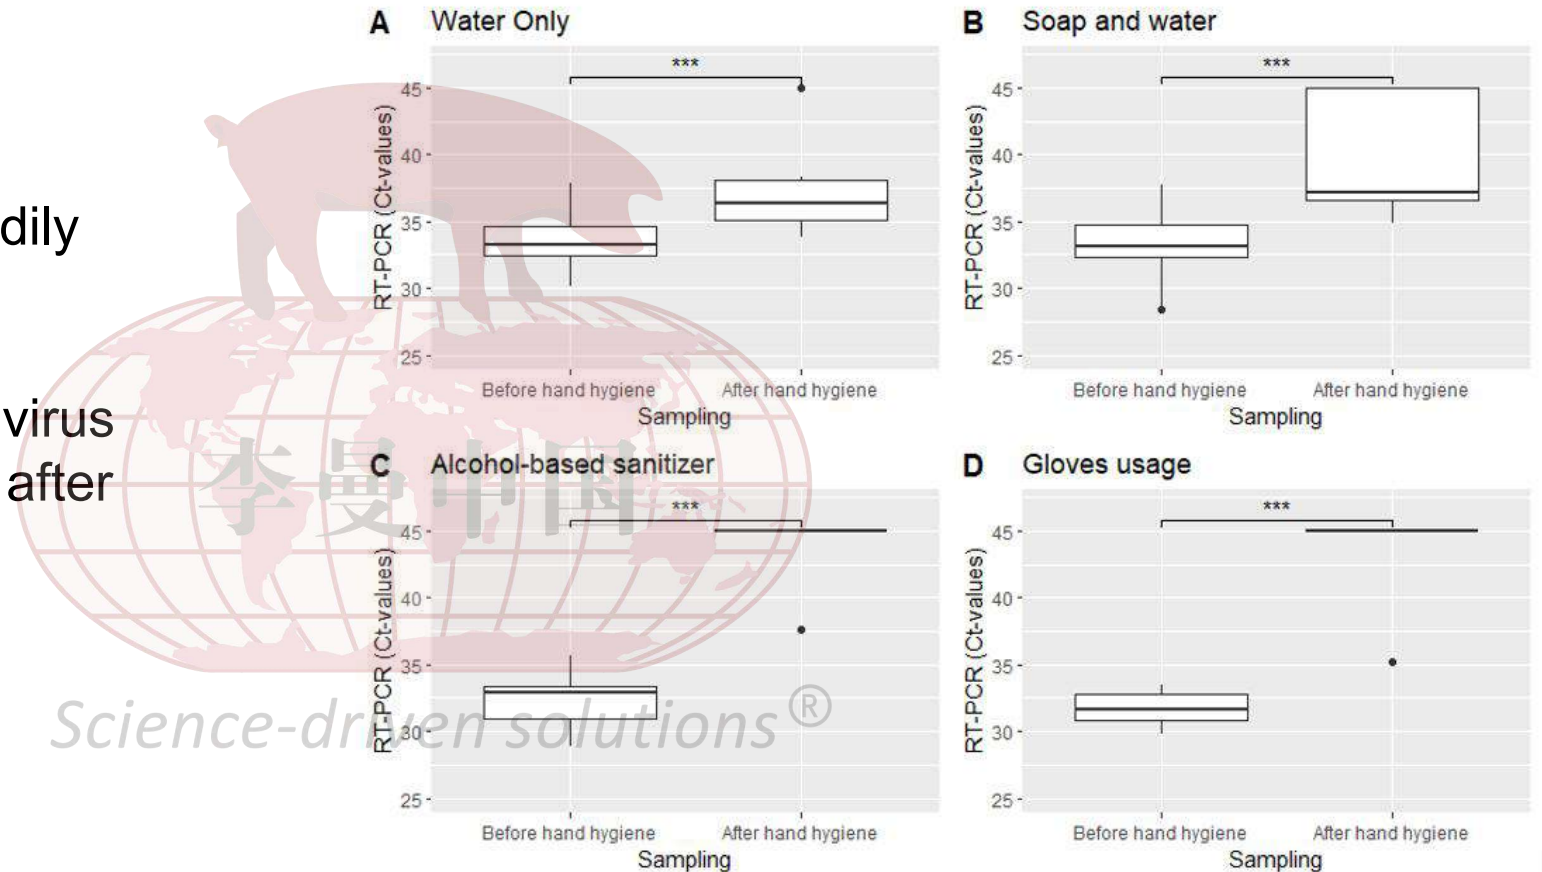 dily
virus
after
A Water Only
***
RT-PCR (Ct-values)
45
40
35
30
25
Before hand hygiene After hand hygiene
Sampling
B Soap and water
***
RT-PCR (Ct-values)
45
40
35
30
25
Before hand hygiene After hand hygiene
Sampling
C Alcohol-based sanitizer
***
RT-PCR (Ct-values)
45
40
35
30
25
Before hand hygiene After hand hygiene
Sampling
D Gloves usage
***
RT-PCR (Ct-values)
45
40
35
30
25
Before hand hygiene After hand hygiene
Sampling
李曼中国
Science-driven solutions®